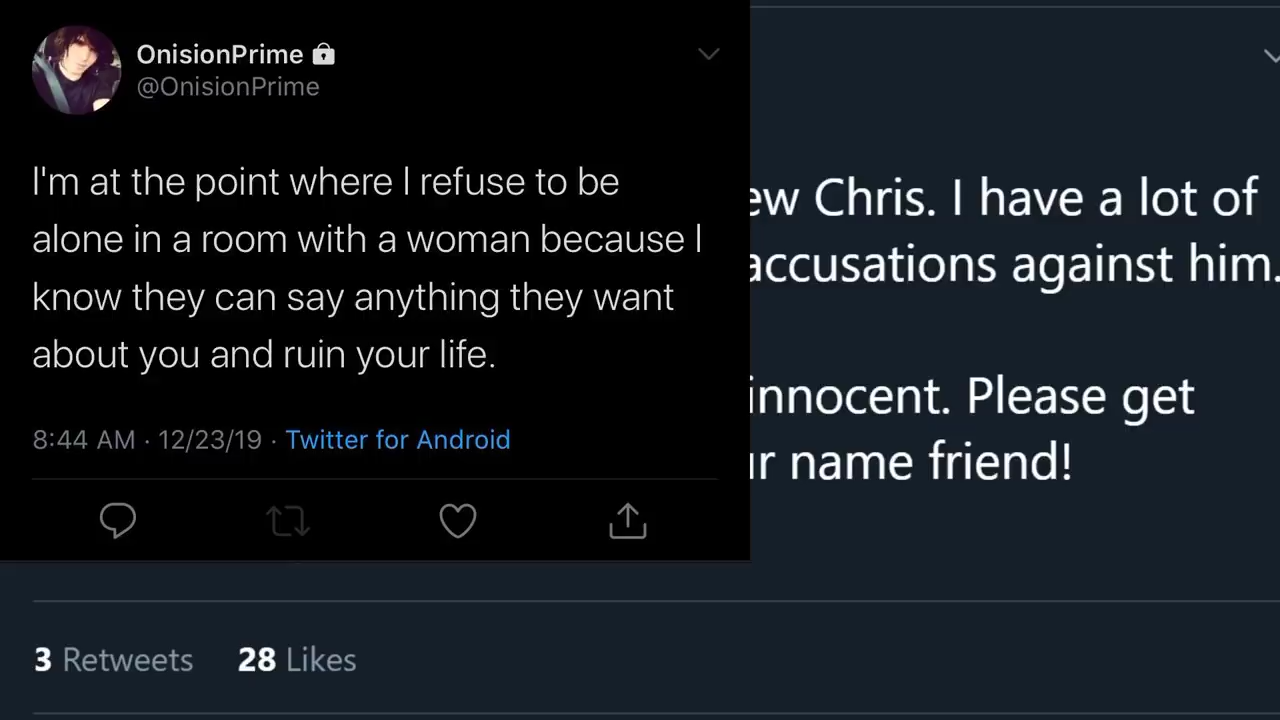 OnisionPrime
@OnisionPrime
I'm at the point where I refuse to be
alone in a room with a woman because I
know they can say anything they want
about you and ruin your life.
8:44 AM · 12/23/19 · Twitter for Android
Chris. I have a lot of
accusations against him.
innocent. Please get
name friend!
3 Retweets 28 Likes